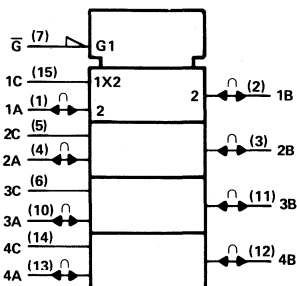 G̅ (7) G1
1C (15) 1X2
1A (1) ∩ 2
2 ∩ (2) 1B
2C (5)
2A (4) ∩
∩ (3) 2B
3C (6)
3A (10) ∩
∩ (11) 3B
4C (14)
4A (13) ∩
∩ (12) 4B